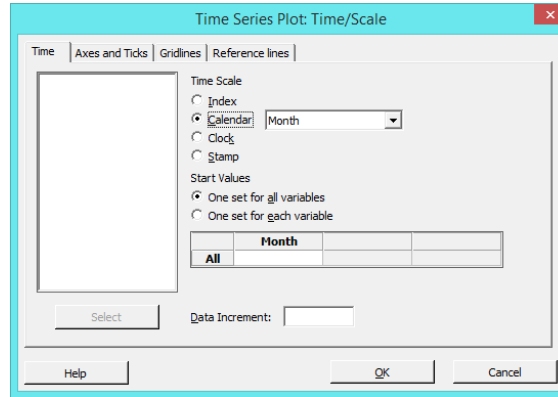 Time Series Plot: Time/Scale
Time Axes and Ticks Gridlines Reference lines
Time Scale
Index
Calendar Month
Clock
Stamp
Start Values
One set for all variables
One set for each variable
Month
All
Select Data Increment:
Help OK Cancel